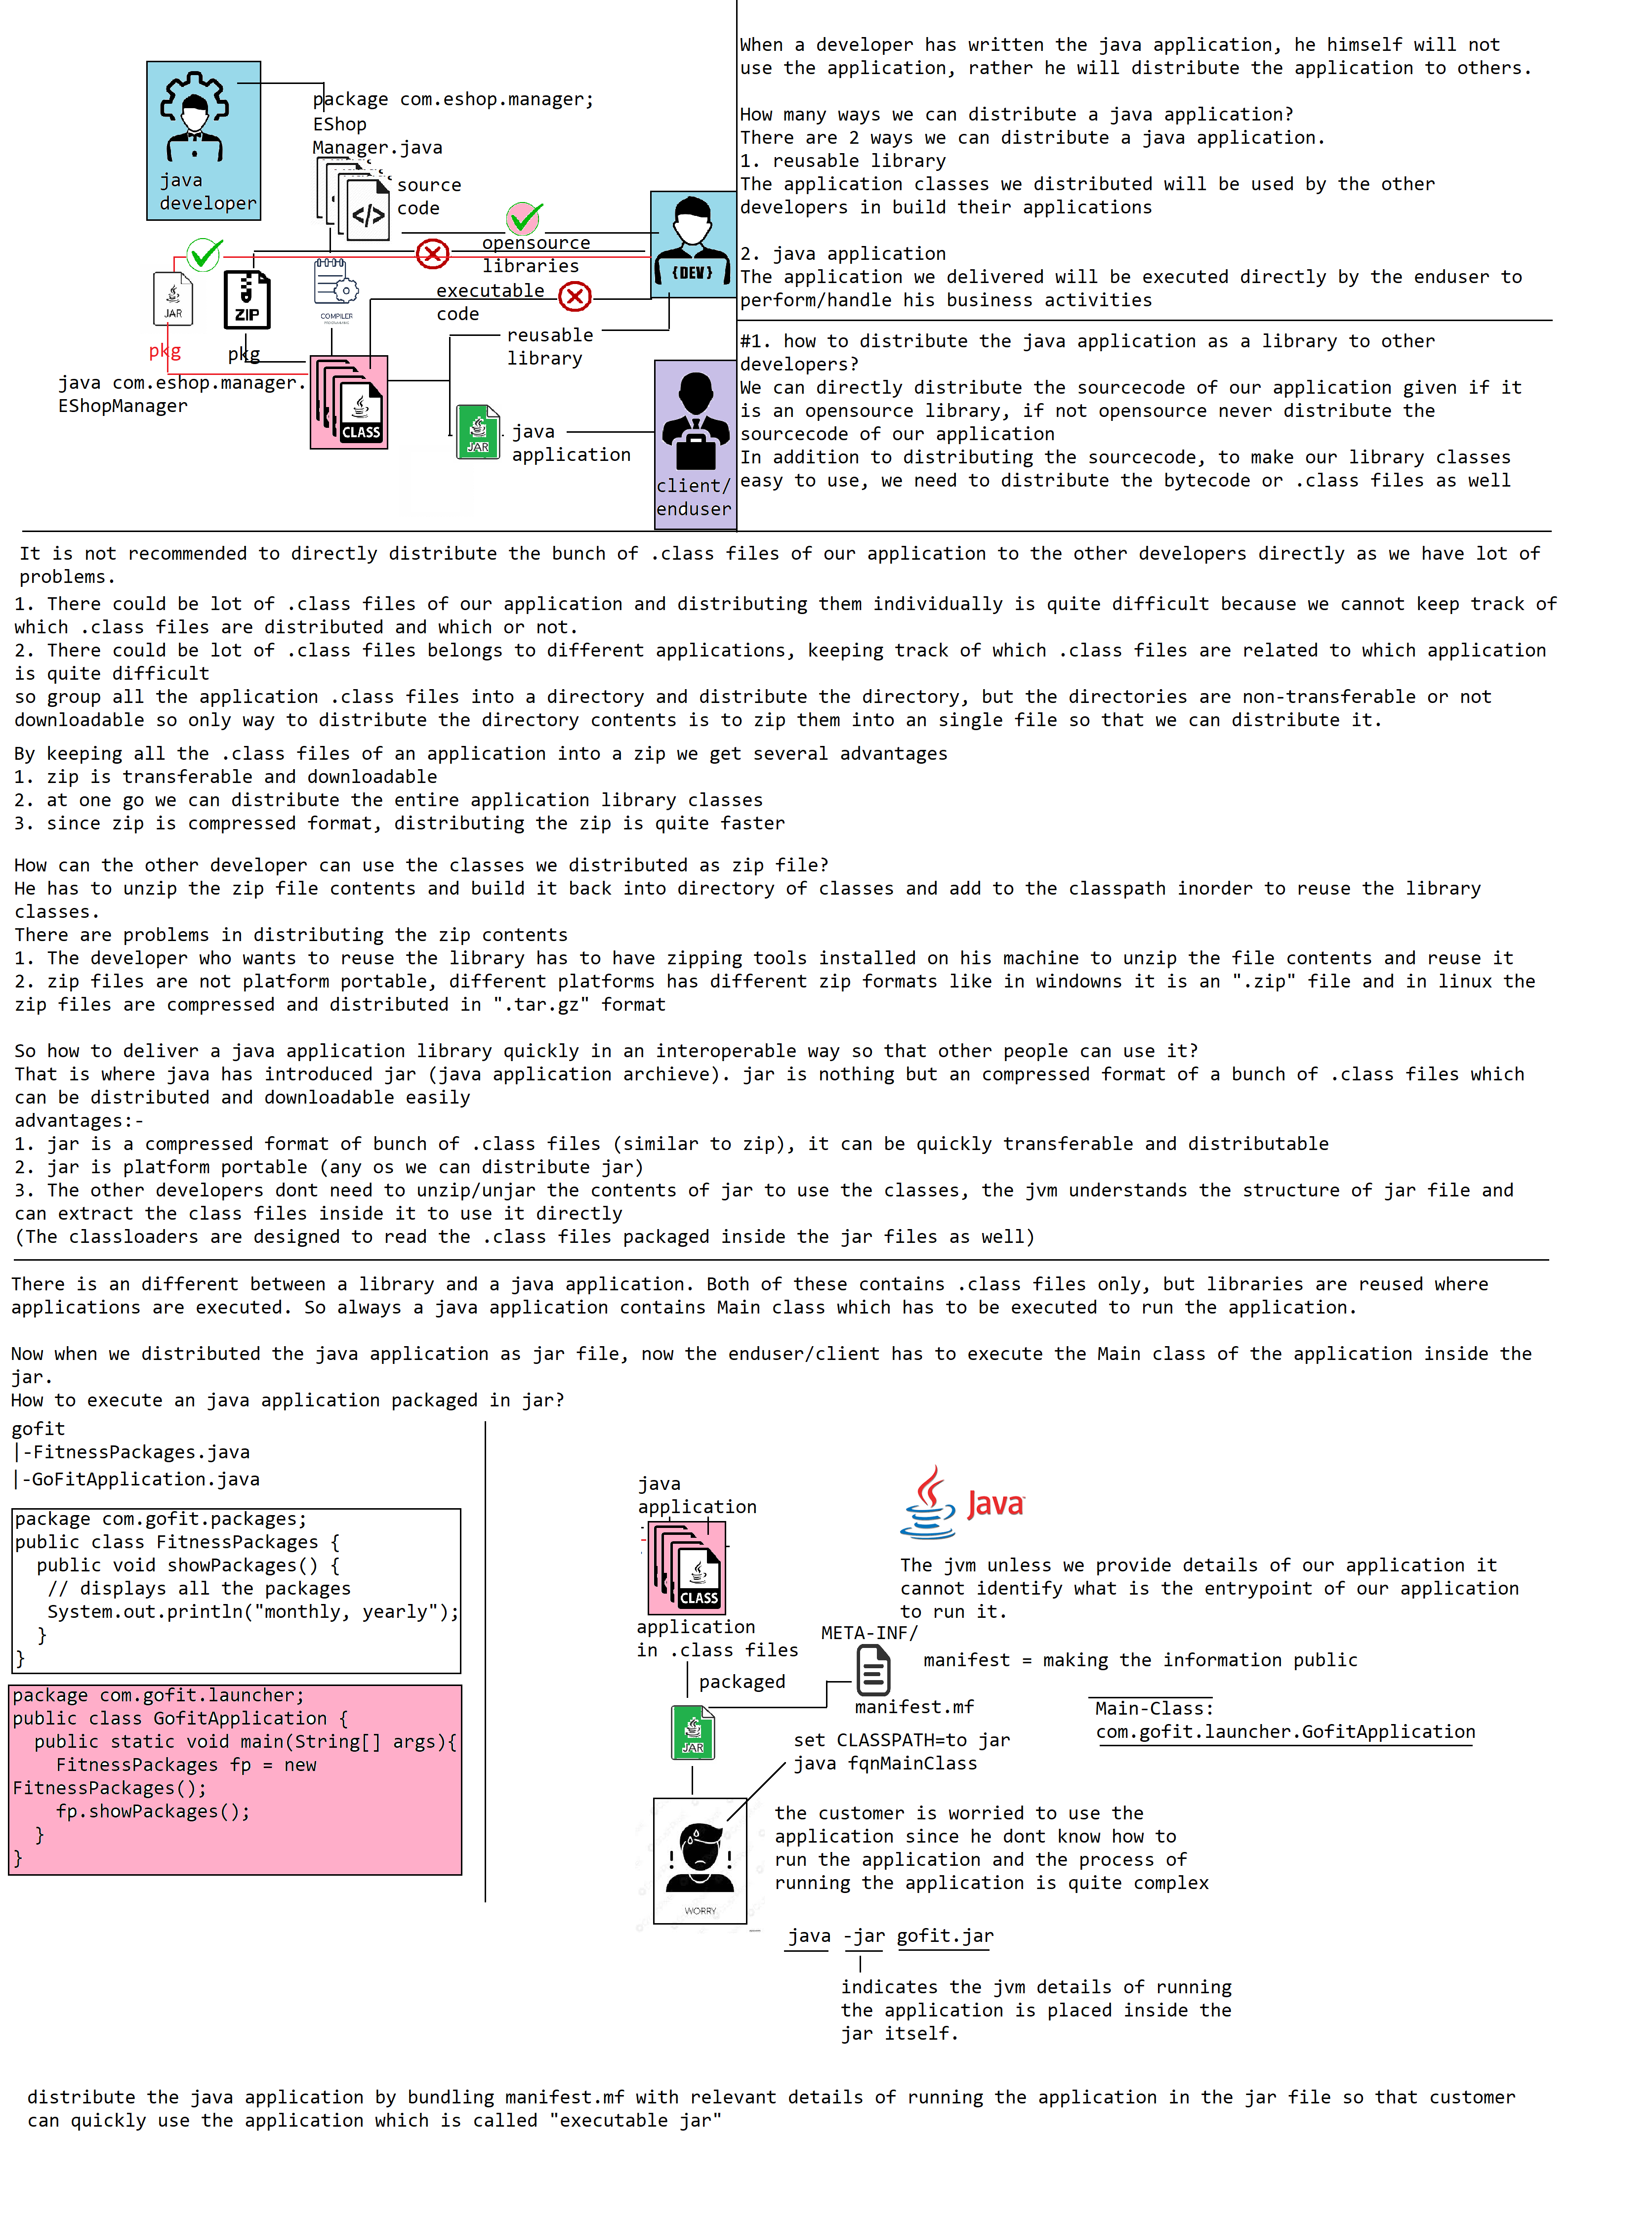 package com.eshop.manager;
EShop
Manager.java
java
developer
source
code
opensource
libraries
executable
code
{DEV}
JAR
ZIP
COMPILER
pkg
pkg
reusable
library
java com.eshop.manager.
EShopManager
CLASS
JAR
java
application
client/
enduser
When a developer has written the java application, he himself will not
use the application, rather he will distribute the application to others.
How many ways we can distribute a java application?
There are 2 ways we can distribute a java application.
1. reusable library
The application classes we distributed will be used by the other
developers in build their applications
2. java application
The application we delivered will be executed directly by the enduser to
perform/handle his business activities
#1. how to distribute the java application as a library to other
developers?
We can directly distribute the sourcecode of our application given if it
is an opensource library, if not opensource never distribute the
sourcecode of our application
In addition to distributing the sourcecode, to make our library classes
easy to use, we need to distribute the bytecode or .class files as well
It is not recommended to directly distribute the bunch of .class files of our application to the other developers directly as we have lot of
problems.
1. There could be lot of .class files of our application and distributing them individually is quite difficult because we cannot keep track of
which .class files are distributed and which or not.
2. There could be lot of .class files belongs to different applications, keeping track of which .class files are related to which application
is quite difficult
so group all the application .class files into a directory and distribute the directory, but the directories are non-transferable or not
downloadable so only way to distribute the directory contents is to zip them into an single file so that we can distribute it.
By keeping all the .class files of an application into a zip we get several advantages
1. zip is transferable and downloadable
2. at one go we can distribute the entire application library classes
3. since zip is compressed format, distributing the zip is quite faster
How can the other developer can use the classes we distributed as zip file?
He has to unzip the zip file contents and build it back into directory of classes and add to the classpath inorder to reuse the library
classes.
There are problems in distributing the zip contents
1. The developer who wants to reuse the library has to have zipping tools installed on his machine to unzip the file contents and reuse it
2. zip files are not platform portable, different platforms has different zip formats like in windowns it is an ".zip" file and in linux the
zip files are compressed and distributed in ".tar.gz" format
So how to deliver a java application library quickly in an interoperable way so that other people can use it?
That is where java has introduced jar (java application archieve). jar is nothing but an compressed format of a bunch of .class files which
can be distributed and downloadable easily
advantages:-
1. jar is a compressed format of bunch of .class files (similar to zip), it can be quickly transferable and distributable
2. jar is platform portable (any os we can distribute jar)
3. The other developers dont need to unzip/unjar the contents of jar to use the classes, the jvm understands the structure of jar file and
can extract the class files inside it to use it directly
(The classloaders are designed to read the .class files packaged inside the jar files as well)
There is an different between a library and a java application. Both of these contains .class files only, but libraries are reused where
applications are executed. So always a java application contains Main class which has to be executed to run the application.
Now when we distributed the java application as jar file, now the enduser/client has to execute the Main class of the application inside the
jar.
How to execute an java application packaged in jar?
gofit
|-FitnessPackages.java
|-GoFitApplication.java
package com.gofit.packages;
public class FitnessPackages {
public void showPackages() {
// displays all the packages
System.out.println("monthly, yearly");
}
}
package com.gofit.launcher;
public class GofitApplication {
public static void main(String[] args){
FitnessPackages fp = new
FitnessPackages();
fp.showPackages();
}
}
java
application
CLASS
application
in .class files
packaged
JAR
Java
The jvm unless we provide details of our application it
cannot identify what is the entrypoint of our application
to run it.
META-INF/
manifest = making the information public
manifest.mf
Main-Class:
com.gofit.launcher.GofitApplication
set CLASSPATH=to jar
java fqnMainClass
the customer is worried to use the
application since he dont know how to
run the application and the process of
running the application is quite complex
WORRY
java -jar gofit.jar
indicates the jvm details of running
the application is placed inside the
jar itself.
distribute the java application by bundling manifest.mf with relevant details of running the application in the jar file so that customer
can quickly use the application which is called "executable jar"